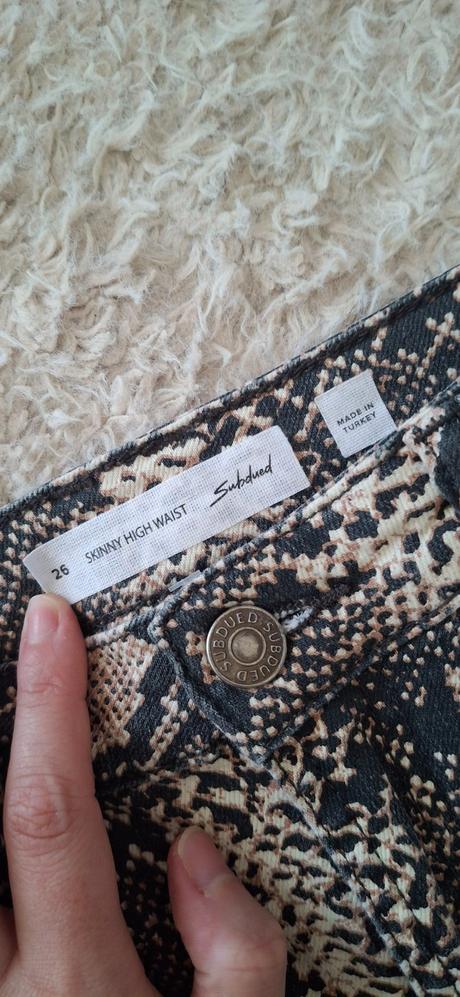 MADE IN
TURKEY
26 SKINNY HIGH WAIST Subdued
SUBDUED·SUBDUED·